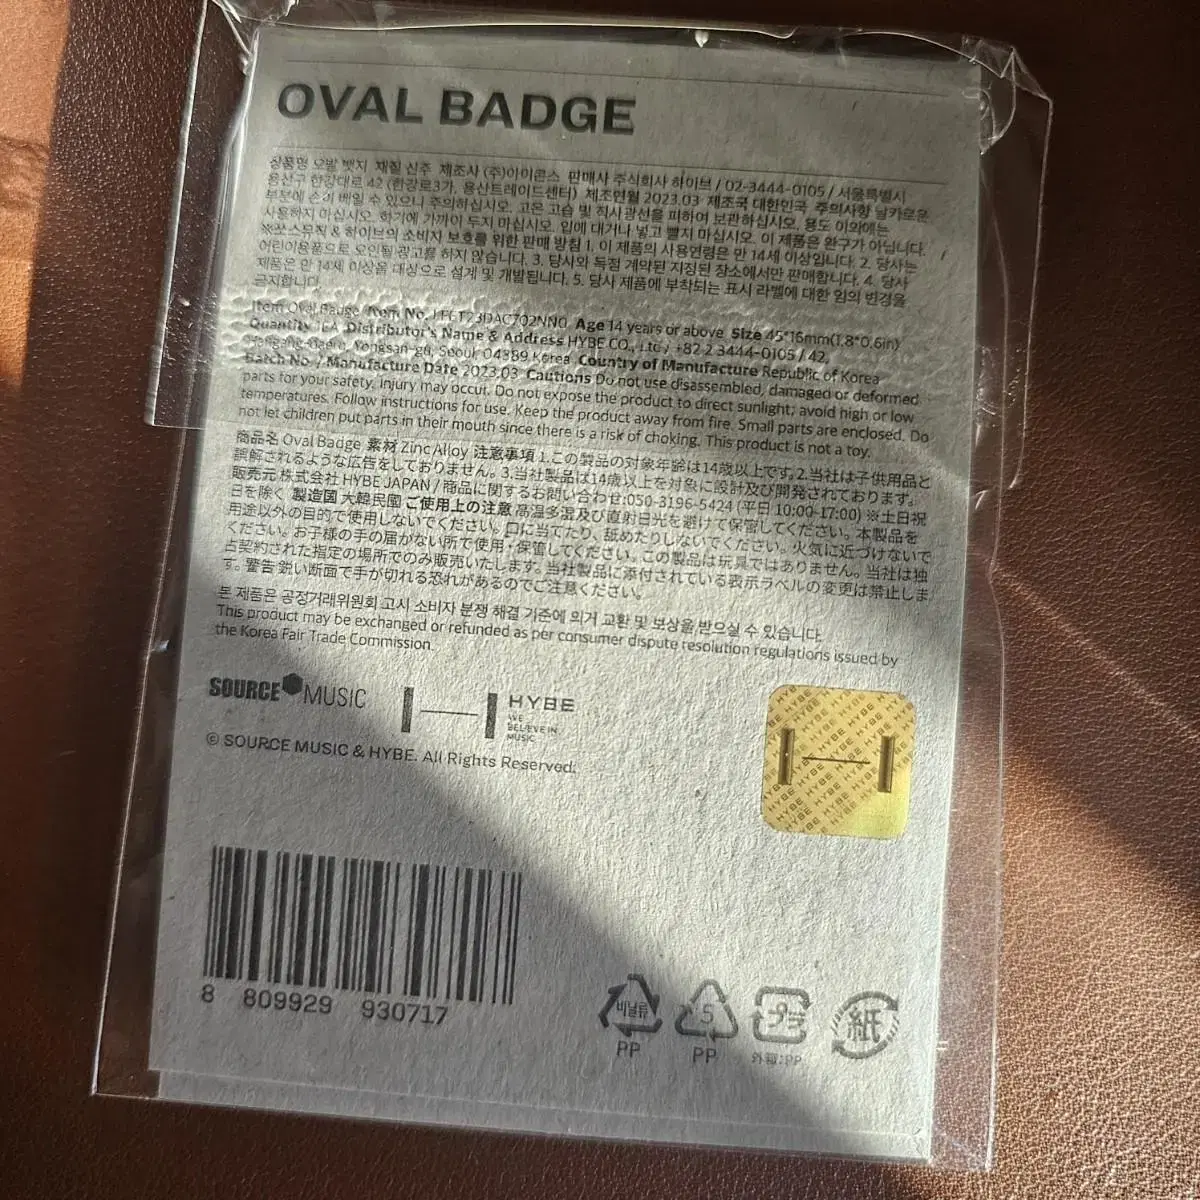 OVAL BADGE
상품명 오발 뱃지 재질 신주 제조사 (주)아이콘스 판매사 주식회사 하이브 / 02-3444-0105 / 서울특별시
용산구 한강대로 42 (한강로3가, 용산트레이드센터) 제조연월 2023.03 제조국 대한민국 주의사항 날카로운
부분에 손이 베일 수 있으니 주의하십시오. 고온 고습 및 직사광선을 피하여 보관하십시오. 용도 이외에는
사용하지 마십시오. 화기에 가까이 두지 마십시오. 입에 대거나 넣고 빨지 마십시오. 이 제품은 완구가 아닙니다.
※쏘스뮤직 & 하이브의 소비자 보호를 위한 판매 방침 1. 이 제품의 사용연령은 만 14세 이상입니다. 2. 당사는
어린이용품으로 오인될 광고를 하지 않습니다. 3. 당사와 독점 계약된 지정된 장소에서만 판매합니다. 4. 당사
제품은 만 14세 이상을 대상으로 설계 및 개발됩니다. 5. 당사 제품에 부착되는 표시 라벨에 대한 임의 변경을
금지합니다.
Item Oval Badge Item No. Age 14 years or above Size 45*16mm(1.8*0.6in)
Quantity 1EA Distributor's Name & Address HYBE CO., Ltd / +82 2 3444-0105 / 42,
Hangang-daero, Yongsan-gu, Seoul, 04389 Korea Country of Manufacture Republic of Korea
Batch No. / Manufacture Date 2023.03 Cautions Do not use disassembled, damaged or deformed
parts for your safety. Injury may occur. Do not expose the product to direct sunlight; avoid high or low
temperatures. Follow instructions for use. Keep the product away from fire. Small parts are enclosed. Do
not let children put parts in their mouth since there is a risk of choking. This product is not a toy.
商品名 Oval Badge 素材 Zinc Alloy 注意事項 1.この製品の対象年齢は14歳以上です。2.当社は子供用品と
誤解されるような広告をしておりません。3.当社製品は14歳以上を対象に設計及び開発されております。
販売元 株式会社 HYBE JAPAN / 商品に関するお問い合わせ:050-3196-5424 (平日 10:00-17:00) ※土日祝
日を除く 製造国 大韓民国 ご使用上の注意 高温多湿及び直射日光を避けて保管してください。本製品を
用途以外の目的で使用しないでください。口に当てたり、舐めたりしないでください。火気に近づけないで
ください。お子様の手の届かない所で使用・保管してください。この製品は玩具ではありません。当社は独
占契約された指定の場所でのみ販売いたします。当社製品に添付されている表示ラベルの変更は禁止しま
す。警告 鋭い断面で手が切れる恐れがあるのでご注意ください。
본 제품은 공정거래위원회 고시 소비자 분쟁 해결 기준에 의거 교환 및 보상을 받으실 수 있습니다.
This product may be exchanged or refunded as per consumer dispute resolution regulations issued by
the Korea Fair Trade Commission.
SOURCE MUSIC HYBE
WE
BELIEVE IN
MUSIC
© SOURCE MUSIC & HYBE. All Rights Reserved.
HYBE HYBE HYBE
8 809929 930717
비닐류 5 プラ 紙
PP PP 外箱:PP